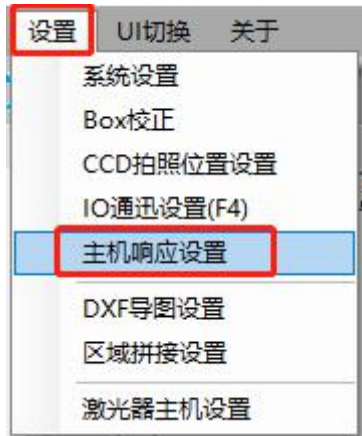 设置 UI切换 关于
系统设置
Box校正
CCD拍照位置设置
IO通讯设置(F4)
主机响应设置
DXF导图设置
区域拼接设置
激光器主机设置